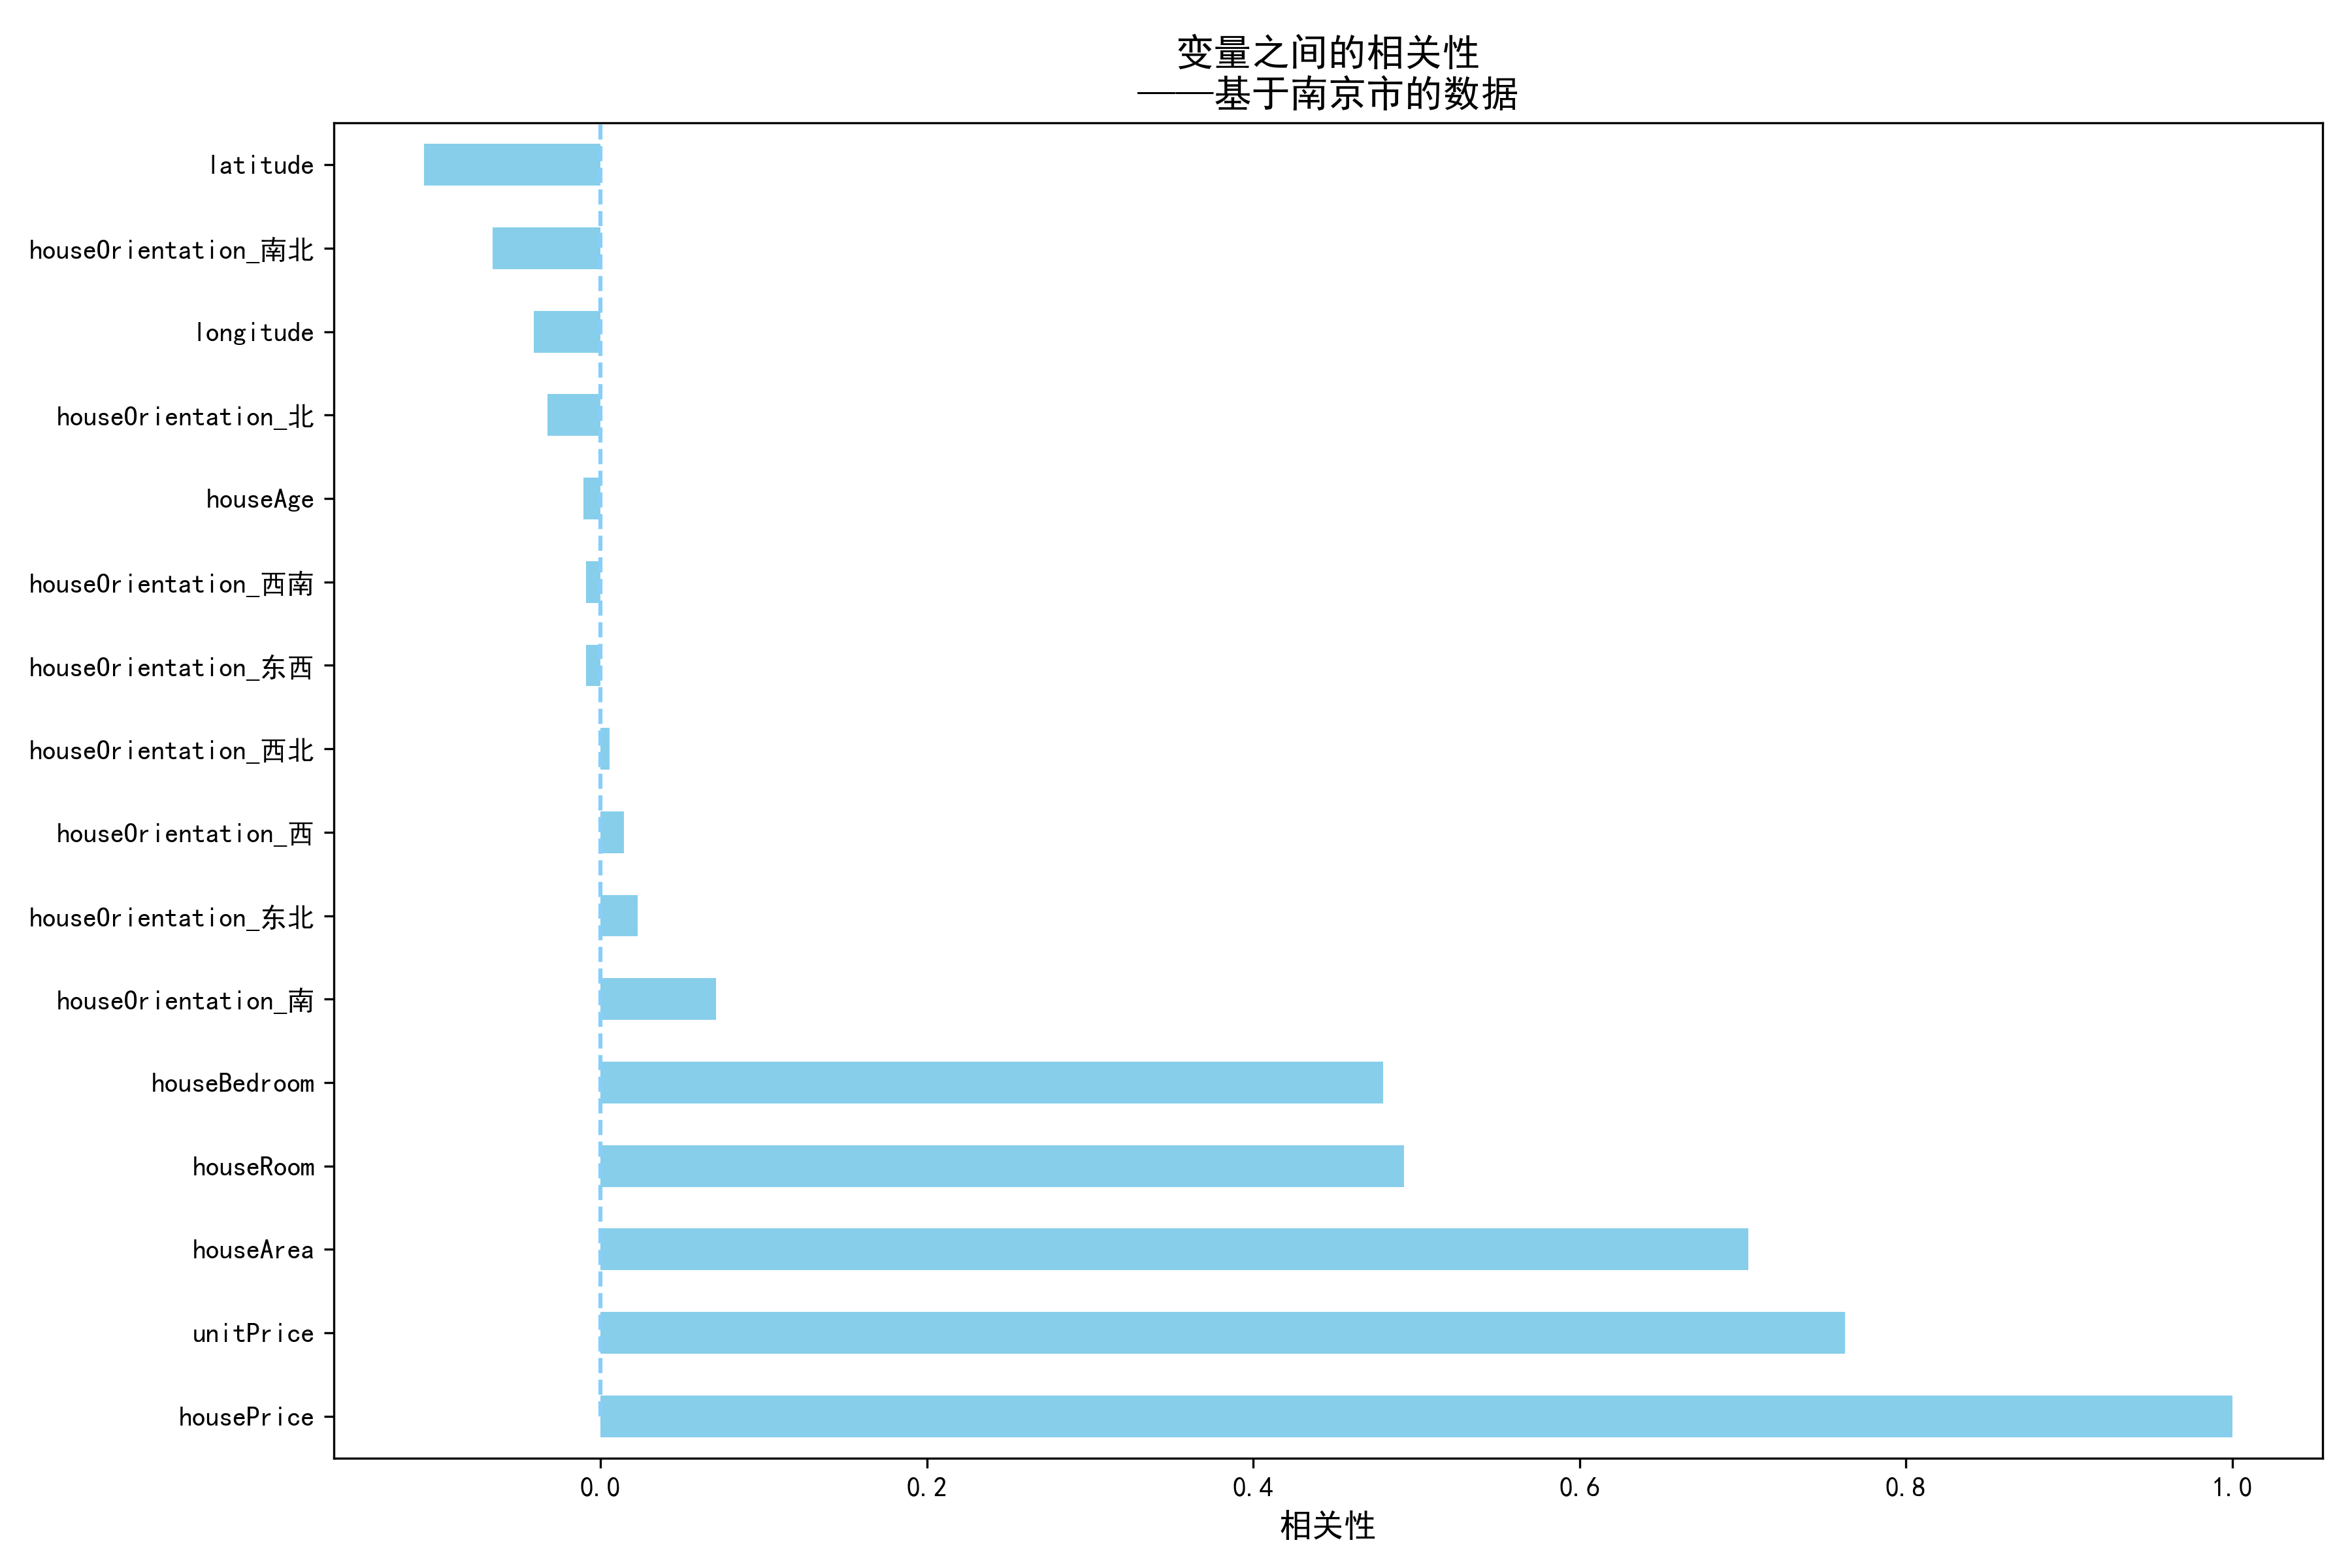 变量之间的相关性
——基于南京市的数据
latitude
houseOrientation_南北
longitude
houseOrientation_北
houseAge
houseOrientation_西南
houseOrientation_东西
houseOrientation_西北
houseOrientation_西
houseOrientation_东北
houseOrientation_南
houseBedroom
houseRoom
houseArea
unitPrice
housePrice
0.0 0.2 0.4 0.6 0.8 1.0
相关性